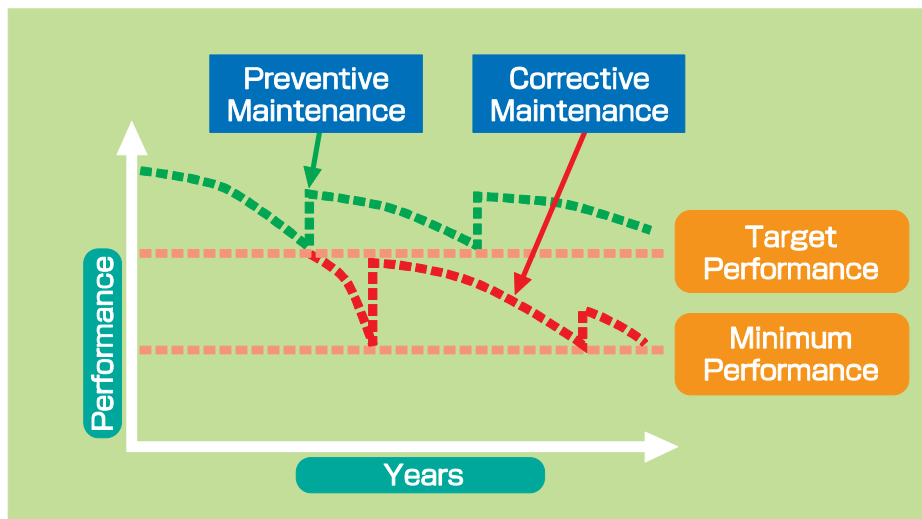 Preventive
Maintenance
Corrective
Maintenance
Target
Performance
Minimum
Performance
Performance
Years